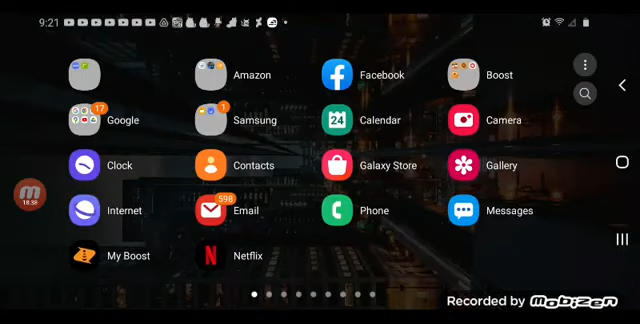 9:21
Amazon
Facebook
Boost
17
Google
1
Samsung
24
Calendar
Camera
Clock
Contacts
Galaxy Store
Gallery
18:38
Internet
598
Email
Phone
Messages
My Boost
Netflix
Recorded by Mobizen